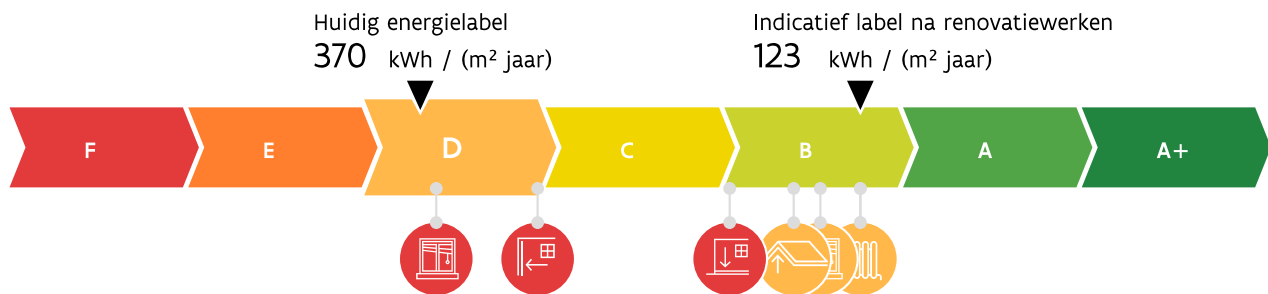 Huidig energielabel
370 kWh / (m² jaar)
Indicatief label na renovatiewerken
123 kWh / (m² jaar)
F E D C B A A+